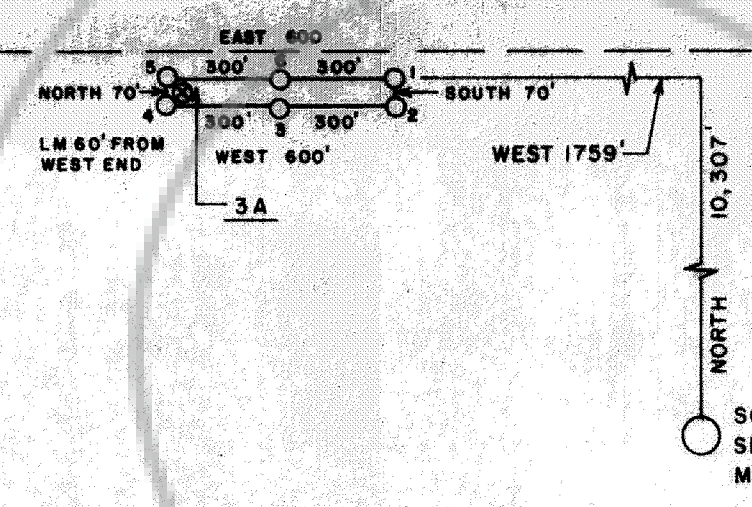 EAST 600
5
300'
6
300'
1
NORTH 70'
SOUTH 70'
4
300'
3
300'
2
LM 60' FROM
WEST END
WEST 600'
WEST 1759'
3A
10,307'
NORTH